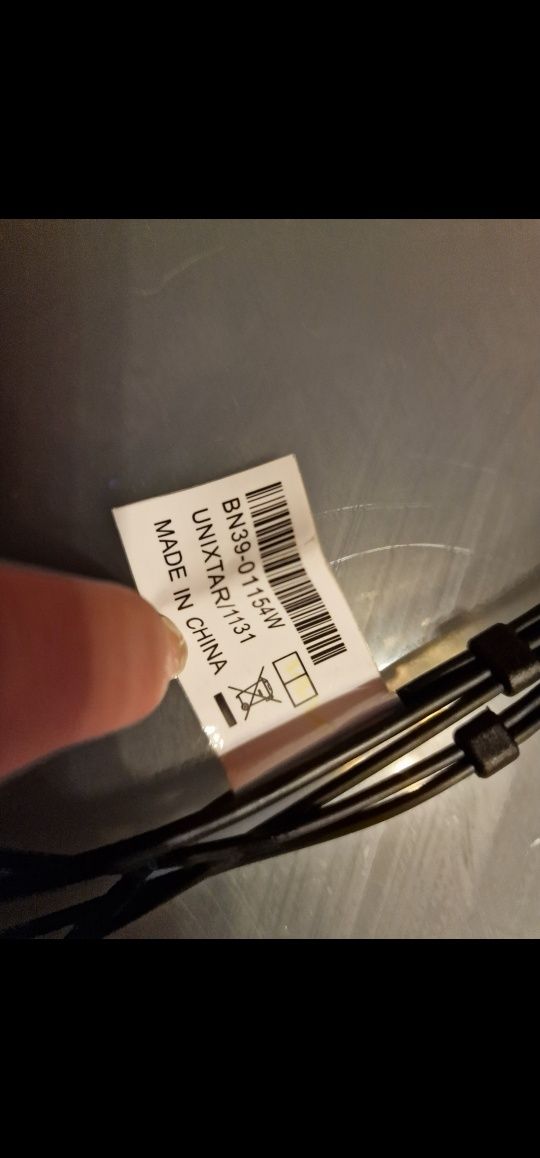 BN39-01154W
UNIXTAR/1131
MADE IN CHINA